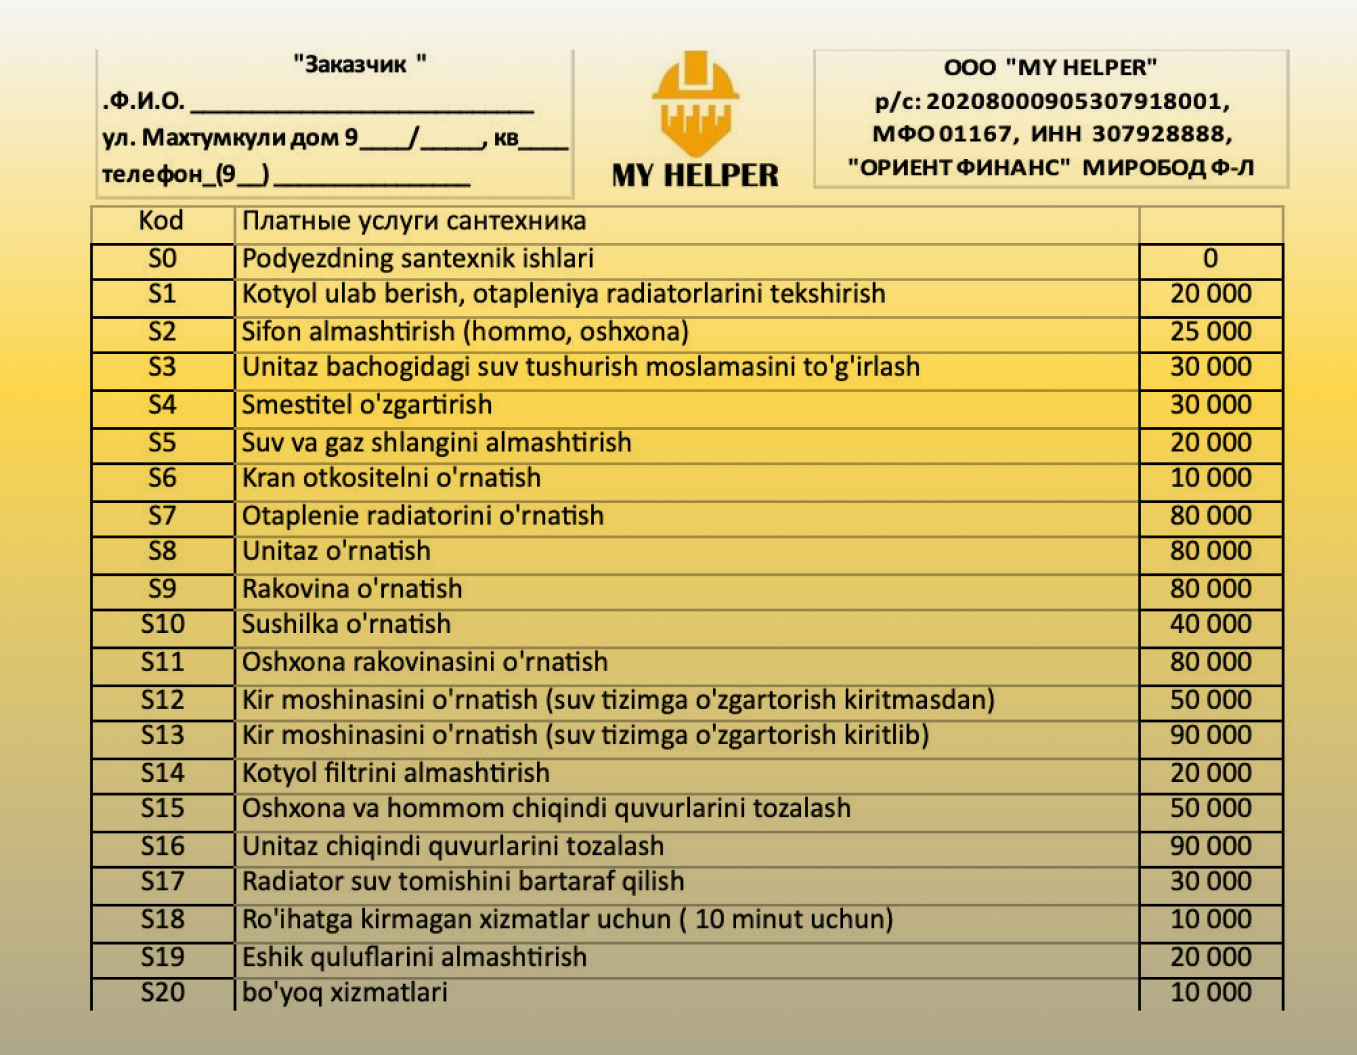 "Заказчик "
.Ф.И.О. ____________________________
ул. Махтумкули дом 9____/_____, кв____
телефон_(9__)________________
MY HELPER
ООО "MY HELPER"
р/с: 20208000905307918001,
МФО 01167, ИНН 307928888,
"ОРИЕНТ ФИНАНС" МИРОБОД Ф-Л
Kod Платные услуги сантехника
S0 Podyezdning santexnik ishlari 0
S1 Kotyol ulab berish, otapleniya radiatorlarini tekshirish 20 000
S2 Sifon almashtirish (hommo, oshxona) 25 000
S3 Unitaz bachogidagi suv tushurish moslamasini to'g'irlash 30 000
S4 Smestitel o'zgartirish 30 000
S5 Suv va gaz shlangini almashtirish 20 000
S6 Kran otkositelni o'rnatish 10 000
S7 Otaplenie radiatorini o'rnatish 80 000
S8 Unitaz o'rnatish 80 000
S9 Rakovina o'rnatish 80 000
S10 Sushilka o'rnatish 40 000
S11 Oshxona rakovinasini o'rnatish 80 000
S12 Kir moshinasini o'rnatish (suv tizimga o'zgartorish kiritmasdan) 50 000
S13 Kir moshinasini o'rnatish (suv tizimga o'zgartorish kiritlib) 90 000
S14 Kotyol filtrini almashtirish 20 000
S15 Oshxona va hommom chiqindi quvurlarini tozalash 50 000
S16 Unitaz chiqindi quvurlarini tozalash 90 000
S17 Radiator suv tomishini bartaraf qilish 30 000
S18 Ro'ihatga kirmagan xizmatlar uchun ( 10 minut uchun) 10 000
S19 Eshik quluflarini almashtirish 20 000
S20 bo'yoq xizmatlari 10 000